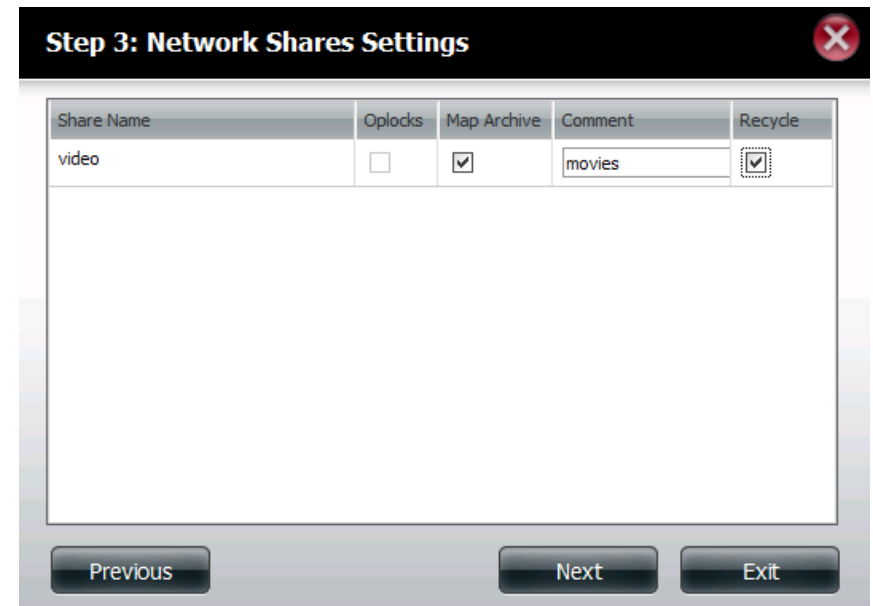 Step 3: Network Shares Settings
Share Name Oplocks Map Archive Comment Recycle
video movies
Previous Next Exit